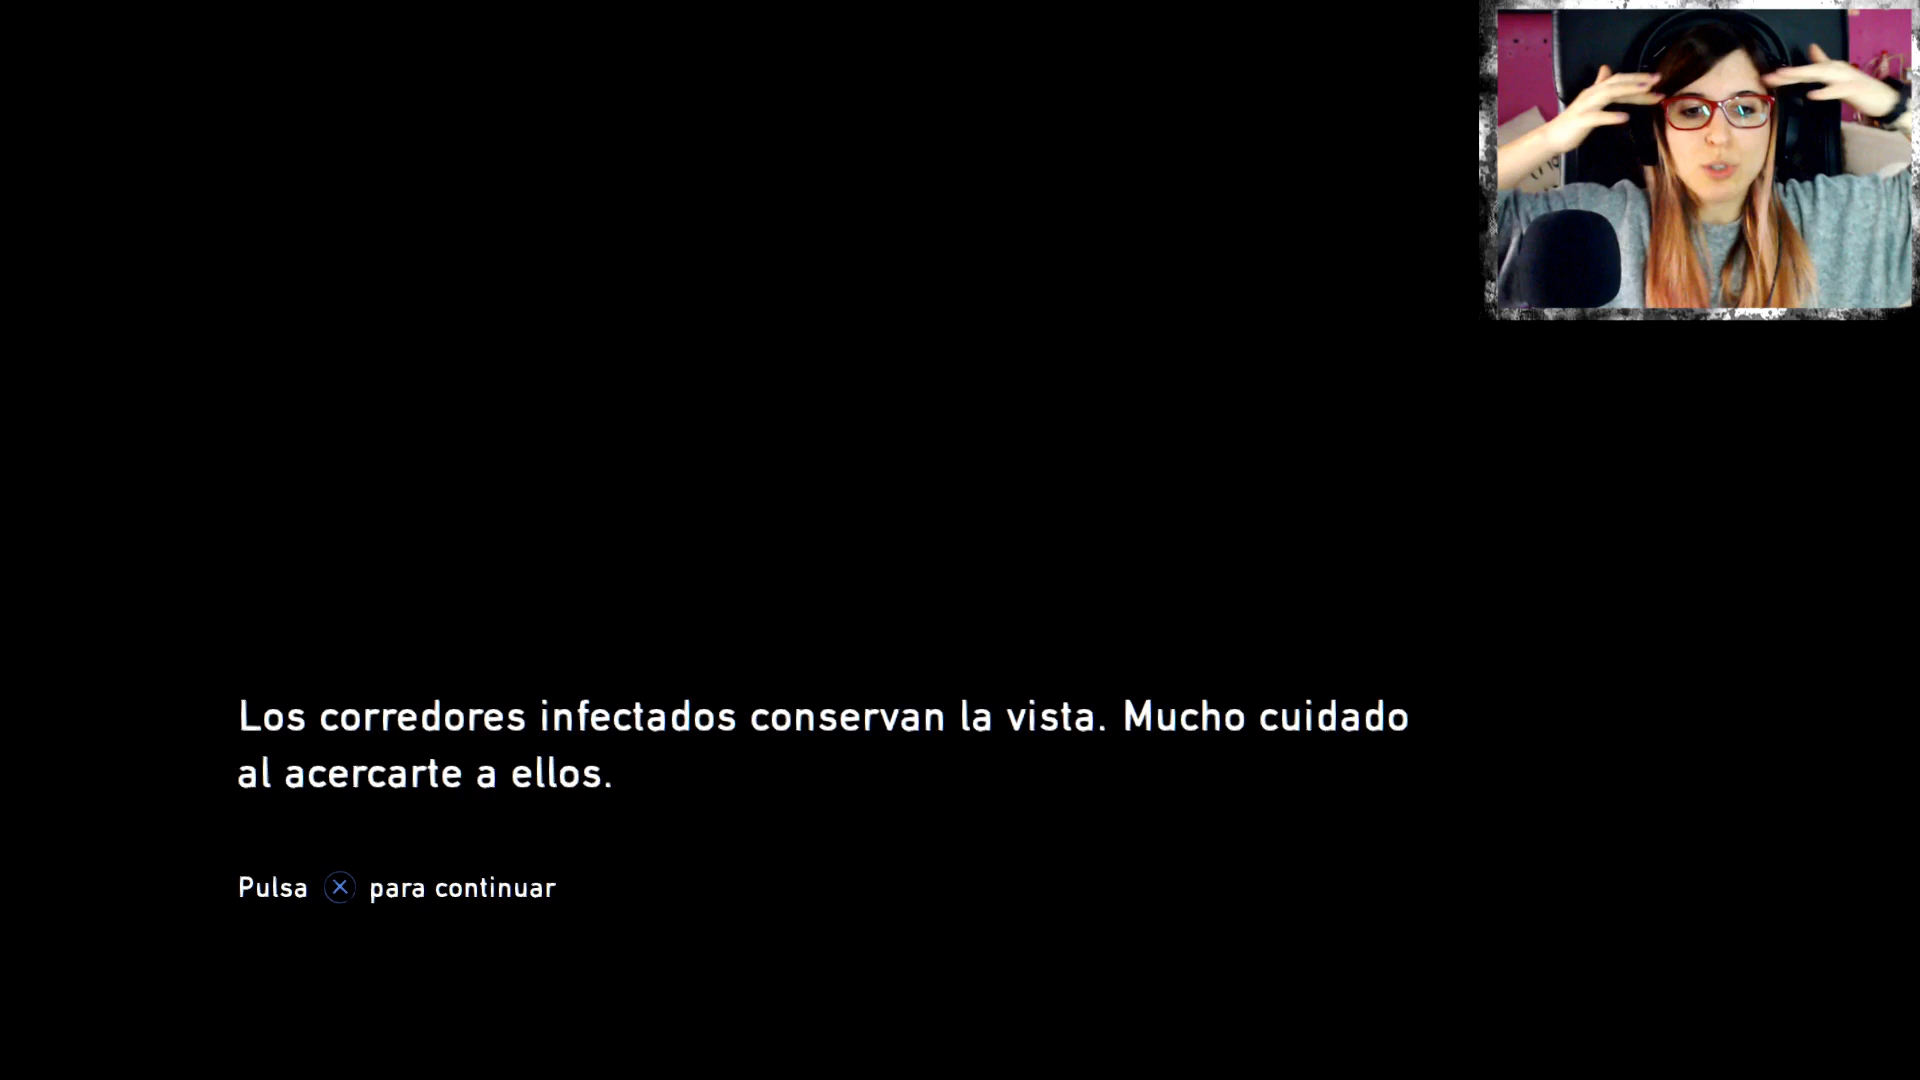 Los corredores infectados conservan la vista. Mucho cuidado
al acercarte a ellos.
Pulsa para continuar